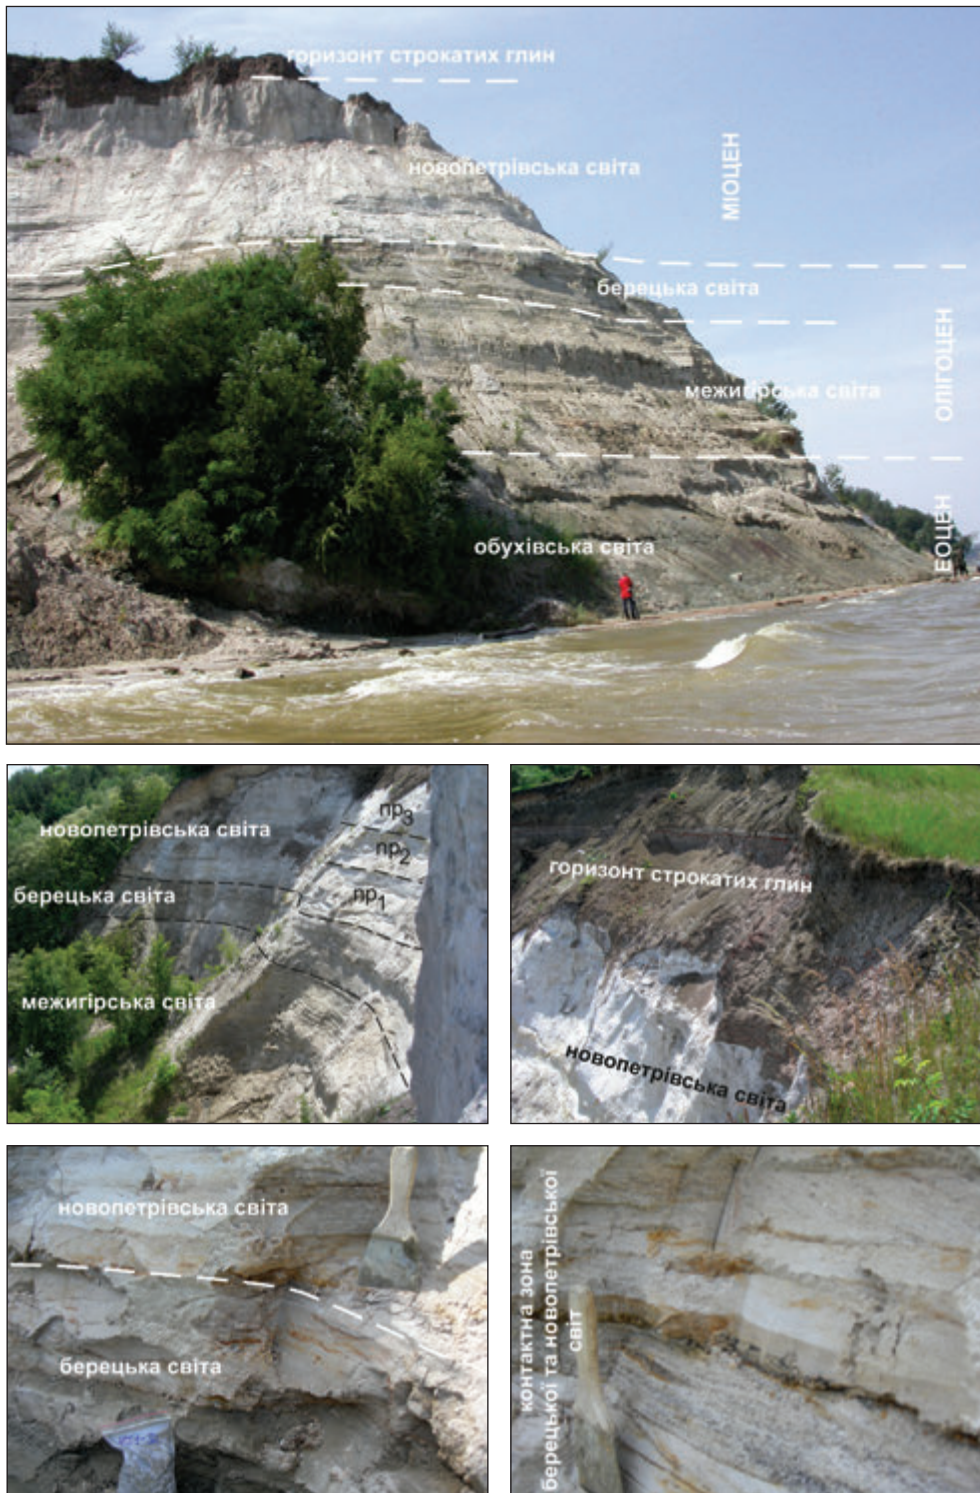 горизонт строкатих глин
новопетрівська світа
МІОЦЕН
берецька світа
межигірська світа
ОЛІГОЦЕН
обухівська світа
ЕОЦЕН
новопетрівська світа
пр3
пр2
берецька світа
пр1
межигірська світа
горизонт строкатих глин
новопетрівська світа
новопетрівська світа
берецька світа
контактна зона
берецької та новопетрівської
світ